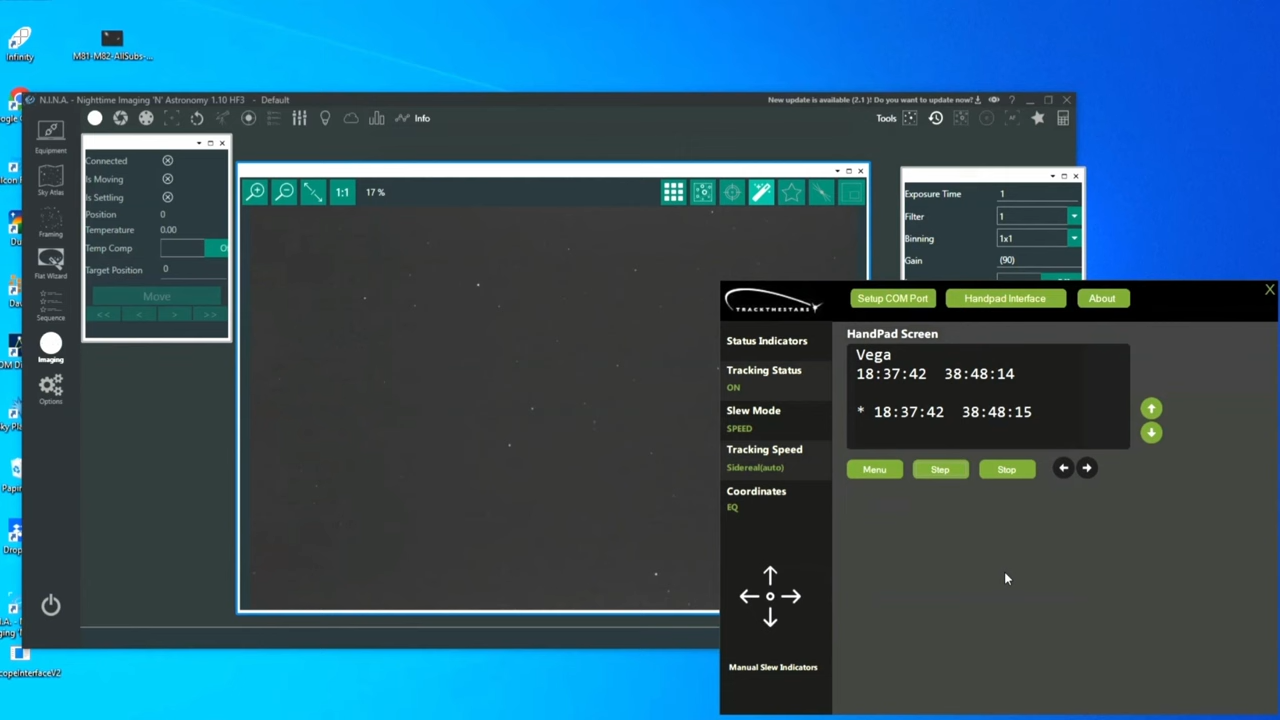 Infinity
M81-M82-AllSubs-...
N.I.N.A. - Nighttime Imaging 'N' Astronomy 1.10 HF3 - Default
New update is available (2.1)! Do you want to update now?
Info
Tools
Equipment
Sky Atlas
Framing
Flat Wizard
Sequence
Imaging
Options
Connected
Is Moving
Is Settling
Position 0
Temperature 0.00
Temp Comp
Target Position 0
Move
<< < > >>
1:1 17 %
Exposure Time 1
Filter 1
Binning 1x1
Gain (90)
TRACKTHESTARS
Setup COM Port Handpad Interface About X
Status Indicators
Tracking Status
ON
Slew Mode
SPEED
Tracking Speed
Sidereal(auto)
Coordinates
EQ
Manual Slew Indicators
HandPad Screen
Vega
18:37:42 38:48:14
* 18:37:42 38:48:15
Menu Step Stop
copeinterfaceV2